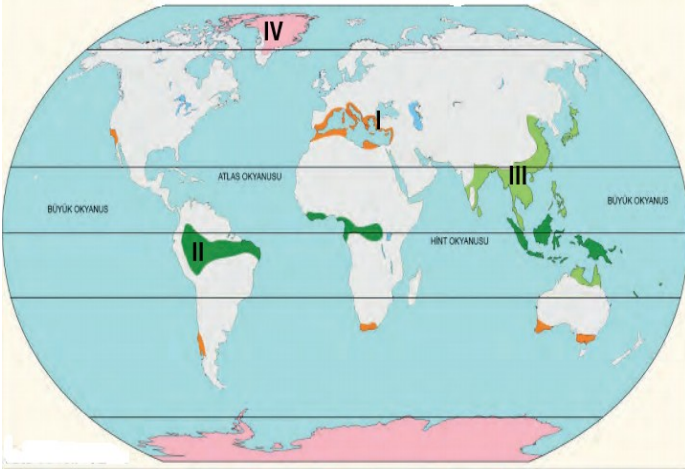 IV
I
ATLAS OKYANUSU
III
BÜYÜK OKYANUS
BÜYÜK OKYANUS
II
HİNT OKYANUSU